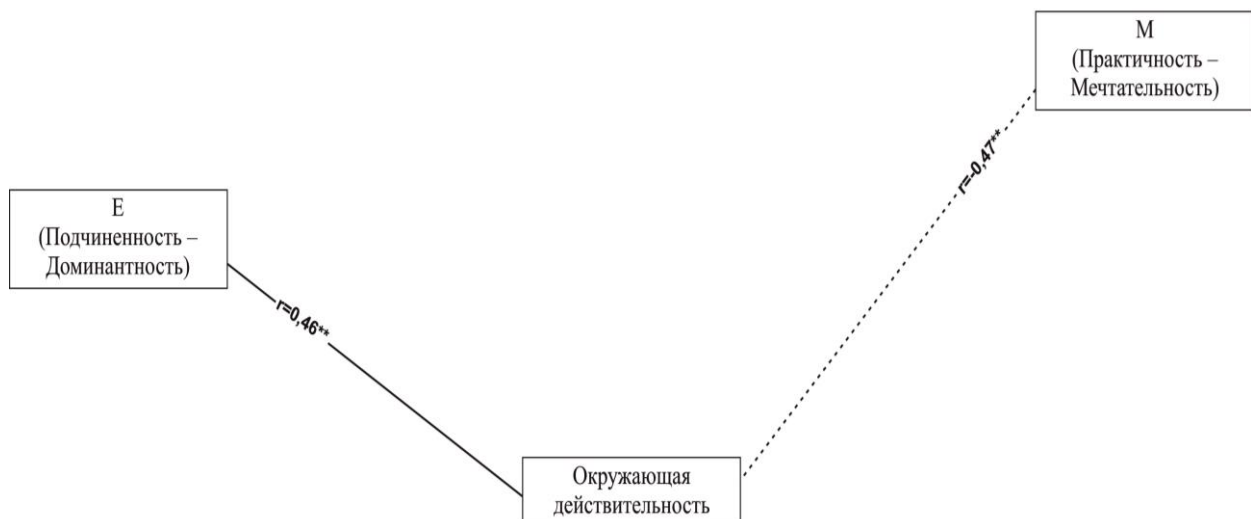 М
(Практичность –
Мечтательность)
r=-0,47**
Е
(Подчиненность –
Доминантность)
r=0,46**
Окружающая
действительность